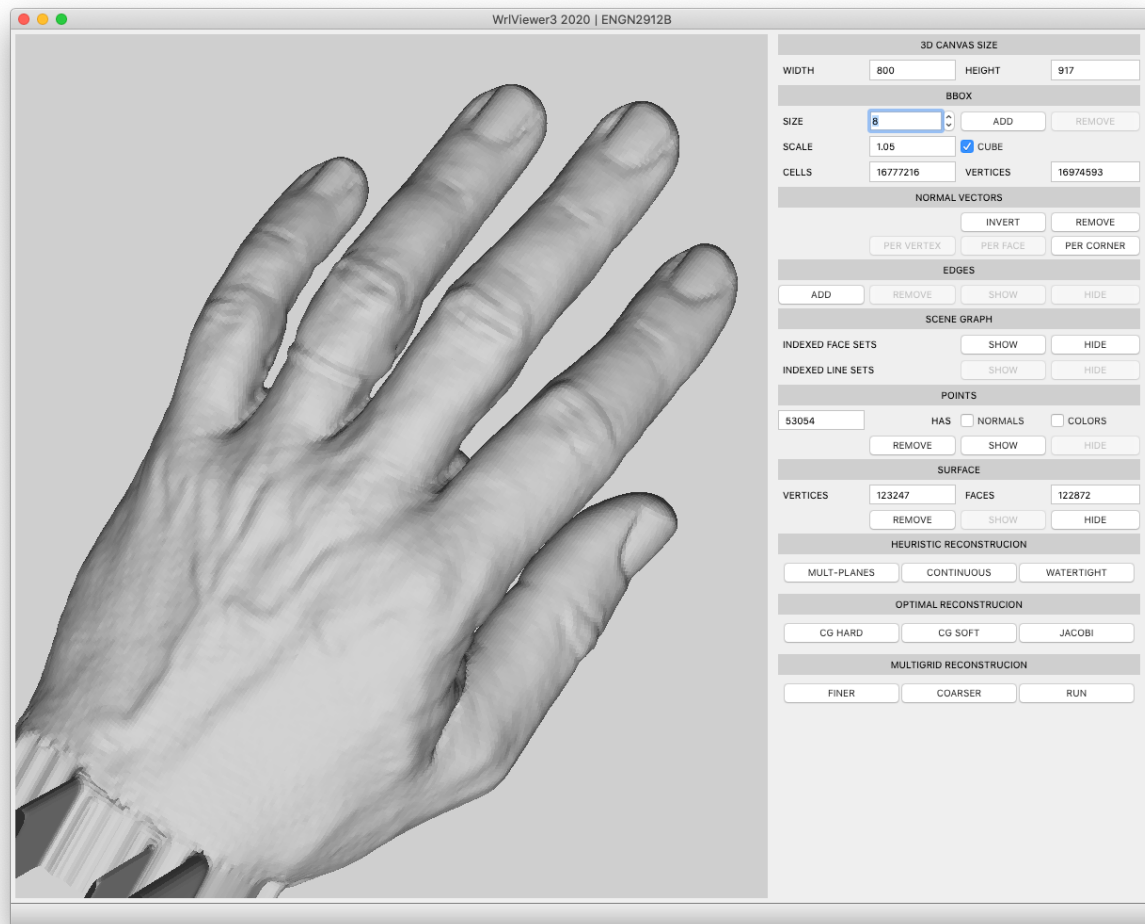 WrlViewer3 2020 | ENGN2912B
3D CANVAS SIZE
WIDTH 800 HEIGHT 917
BBOX
SIZE 8 ADD REMOVE
SCALE 1.05 CUBE
CELLS 16777216 VERTICES 16974593
NORMAL VECTORS
INVERT REMOVE
PER VERTEX PER FACE PER CORNER
EDGES
ADD REMOVE SHOW HIDE
SCENE GRAPH
INDEXED FACE SETS SHOW HIDE
INDEXED LINE SETS SHOW HIDE
POINTS
53054 HAS NORMALS COLORS
REMOVE SHOW HIDE
SURFACE
VERTICES 123247 FACES 122872
REMOVE SHOW HIDE
HEURISTIC RECONSTRUCION
MULT-PLANES CONTINUOUS WATERTIGHT
OPTIMAL RECONSTRUCION
CG HARD CG SOFT JACOBI
MULTIGRID RECONSTRUCION
FINER COARSER RUN